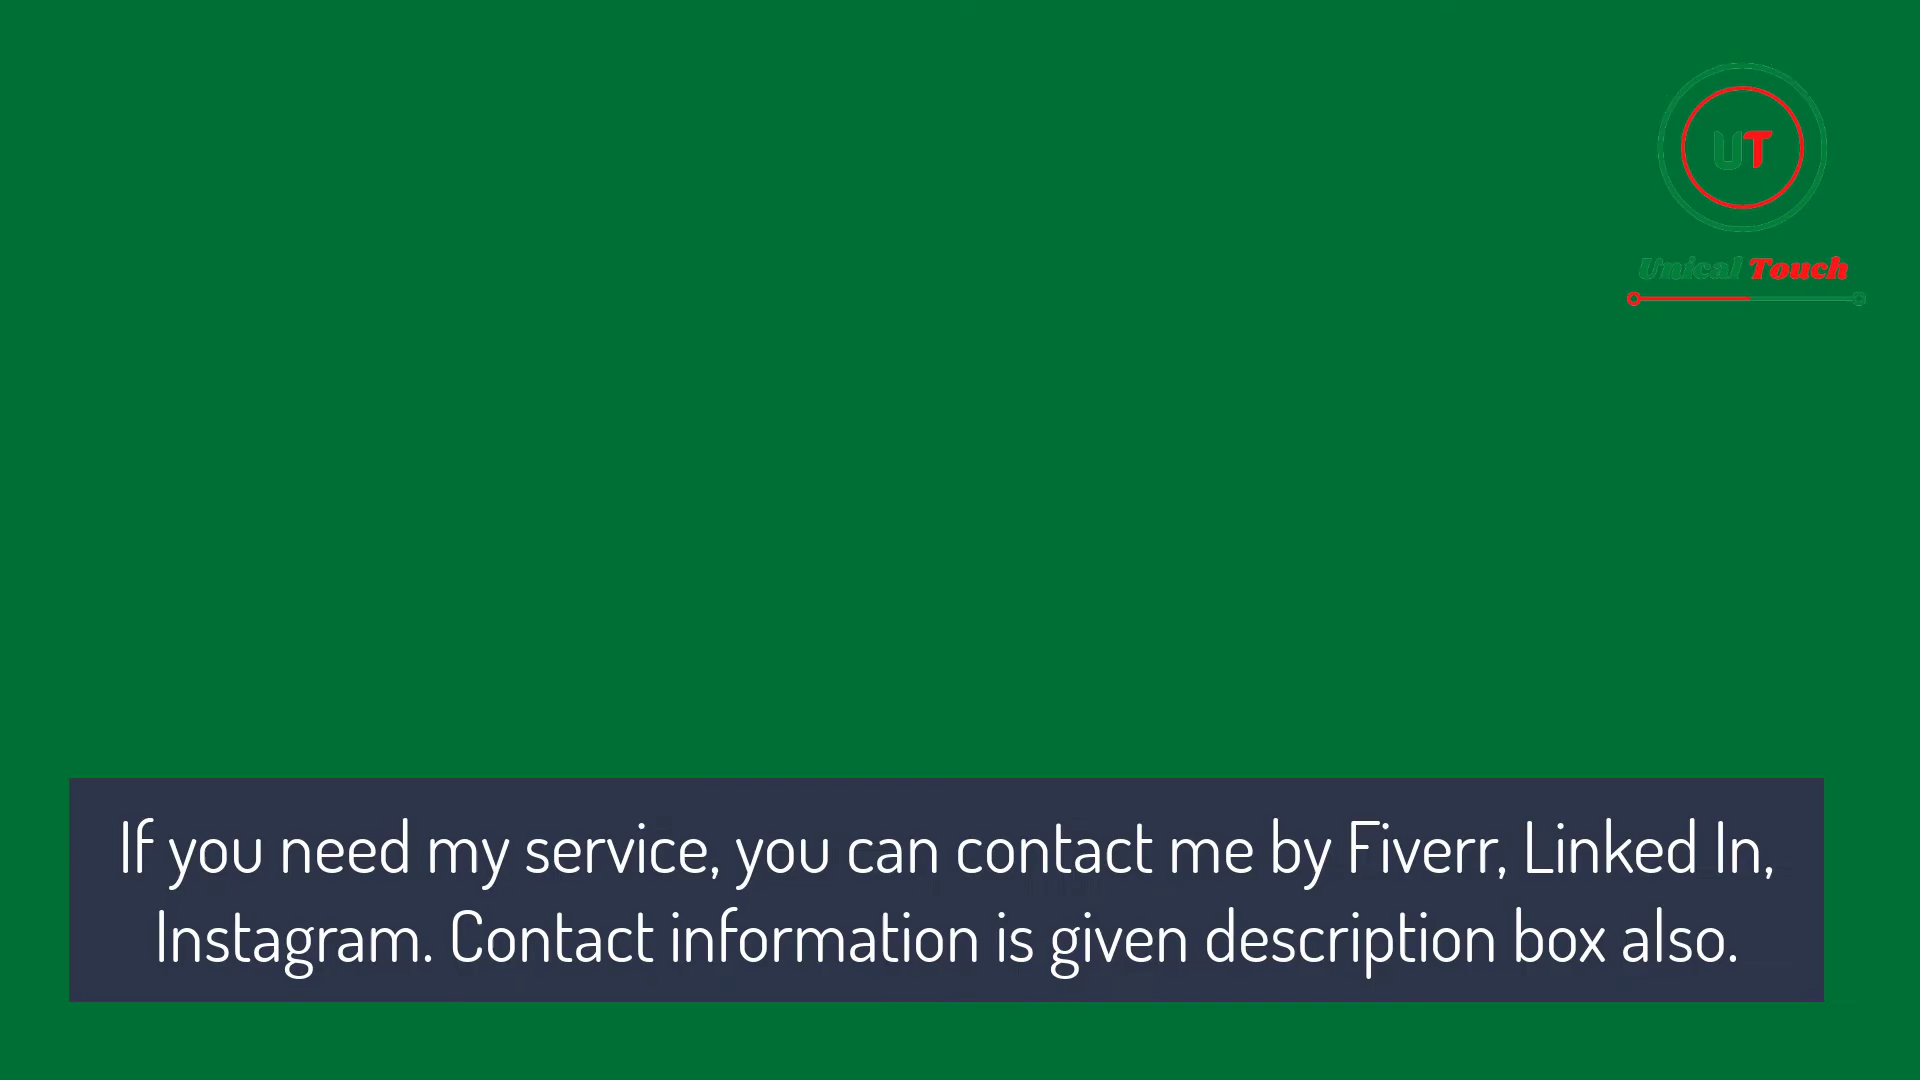 UT
Unical Touch
If you need my service, you can contact me by Fiverr, Linked In,
Instagram. Contact information is given description box also.